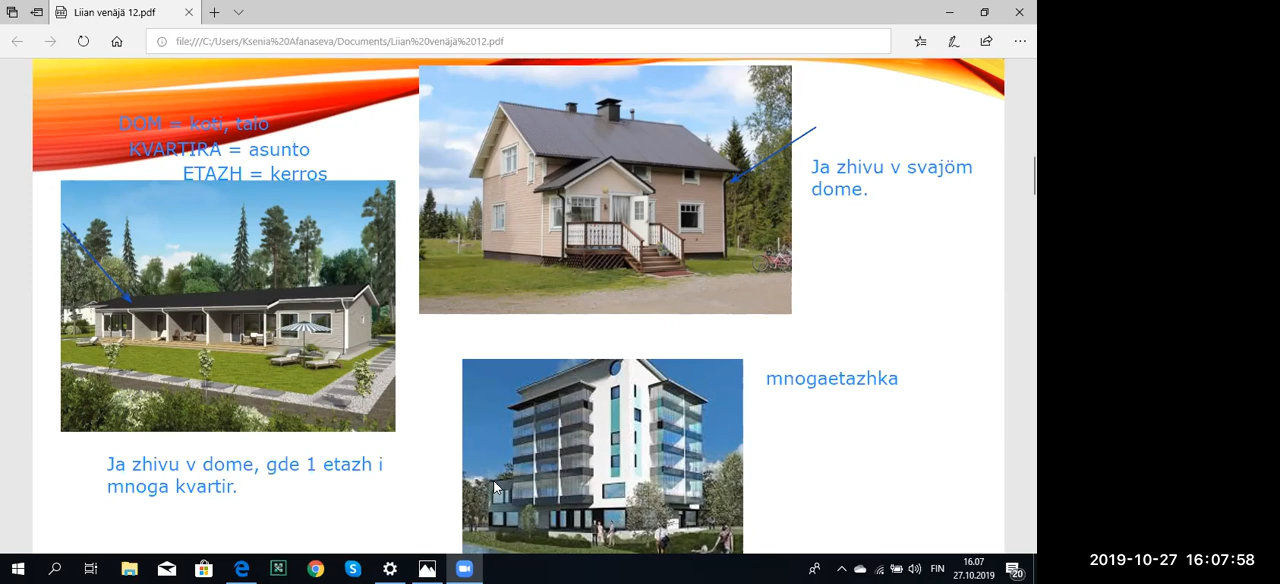 Liian venäjä 12.pdf
file:///C:/Users/Ksenia%20Afanaseva/Documents/Liian%20venäjä%2012.pdf
DOM = koti, talo
KVARTIRA = asunto
ETAZH = kerros
Ja zhivu v svajöm
dome.
mnogaetazhka
Ja zhivu v dome, gde 1 etazh i
mnoga kvartir.
FIN
16.07
27.10.2019
20
2019-10-27 16:07:58